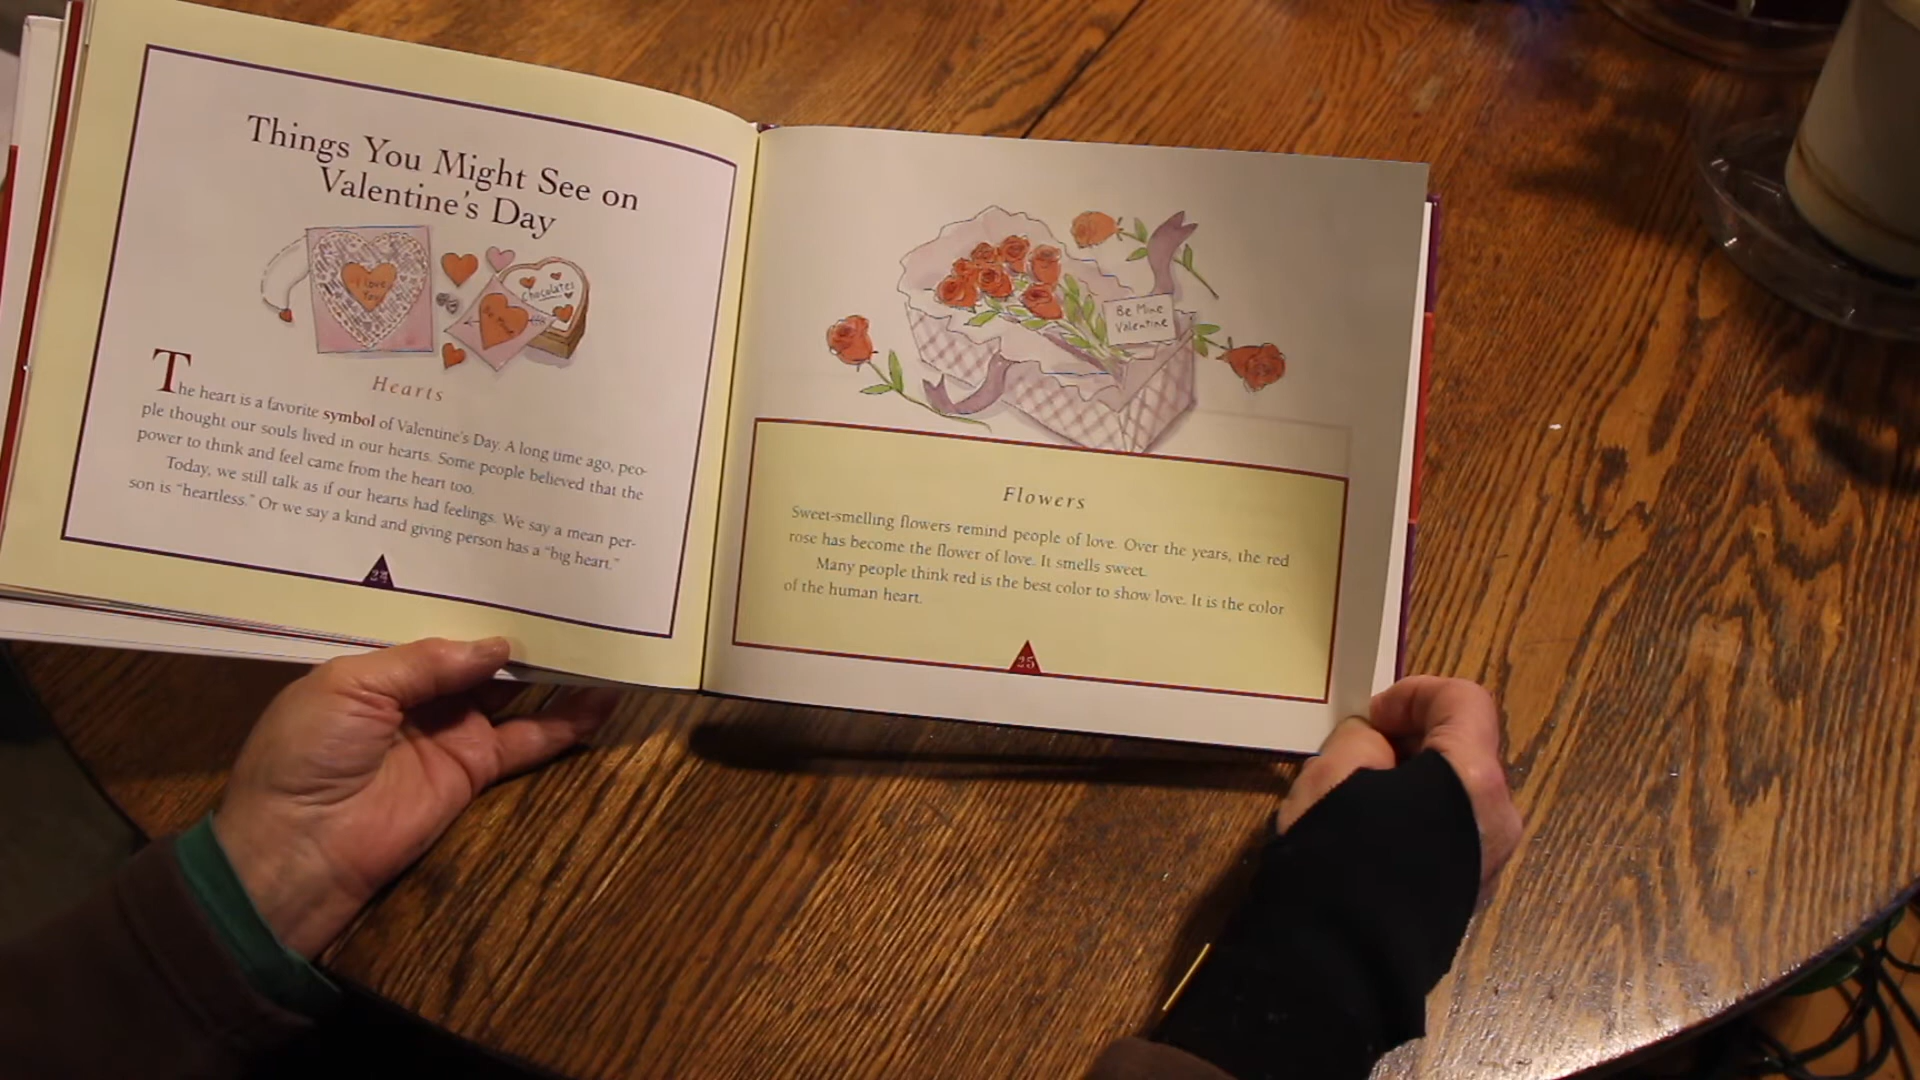 Things You Might See on
Valentine's Day
I love
You
Chocolates
Be Mine
Hearts
The heart is a favorite symbol of Valentine's Day. A long time ago, peo-
ple thought our souls lived in our hearts. Some people believed that the
power to think and feel came from the heart too.
Today, we still talk as if our hearts had feelings. We say a mean per-
son is "heartless." Or we say a kind and giving person has a "big heart."
24
Be Mine
Valentine
Flowers
Sweet-smelling flowers remind people of love. Over the years, the red
rose has become the flower of love. It smells sweet.
Many people think red is the best color to show love. It is the color
of the human heart.
25